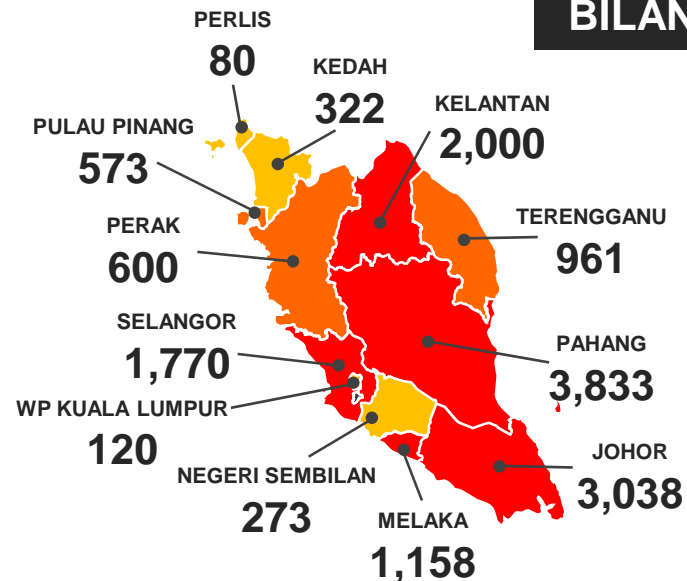 BILAN
PERLIS
80
KEDAH
322
KELANTAN
2,000
PULAU PINANG
573
TERENGGANU
961
PERAK
600
SELANGOR
1,770
PAHANG
3,833
WP KUALA LUMPUR
120
JOHOR
3,038
NEGERI SEMBILAN
273
MELAKA
1,158